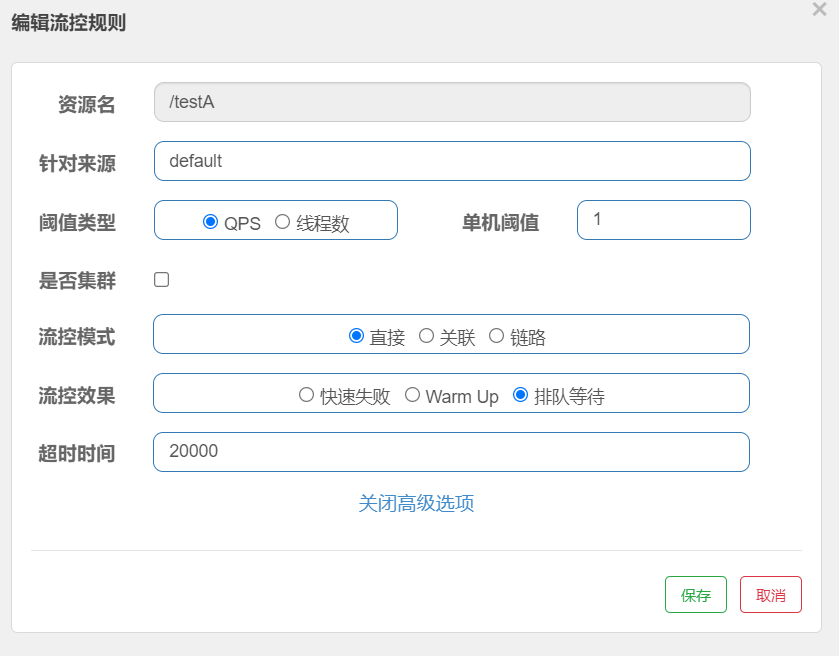 编辑流控规则
×
资源名 /testA
针对来源 default
阈值类型 QPS 线程数 单机阈值 1
是否集群
流控模式 直接 关联 链路
流控效果 快速失败 Warm Up 排队等待
超时时间 20000
关闭高级选项
保存 取消